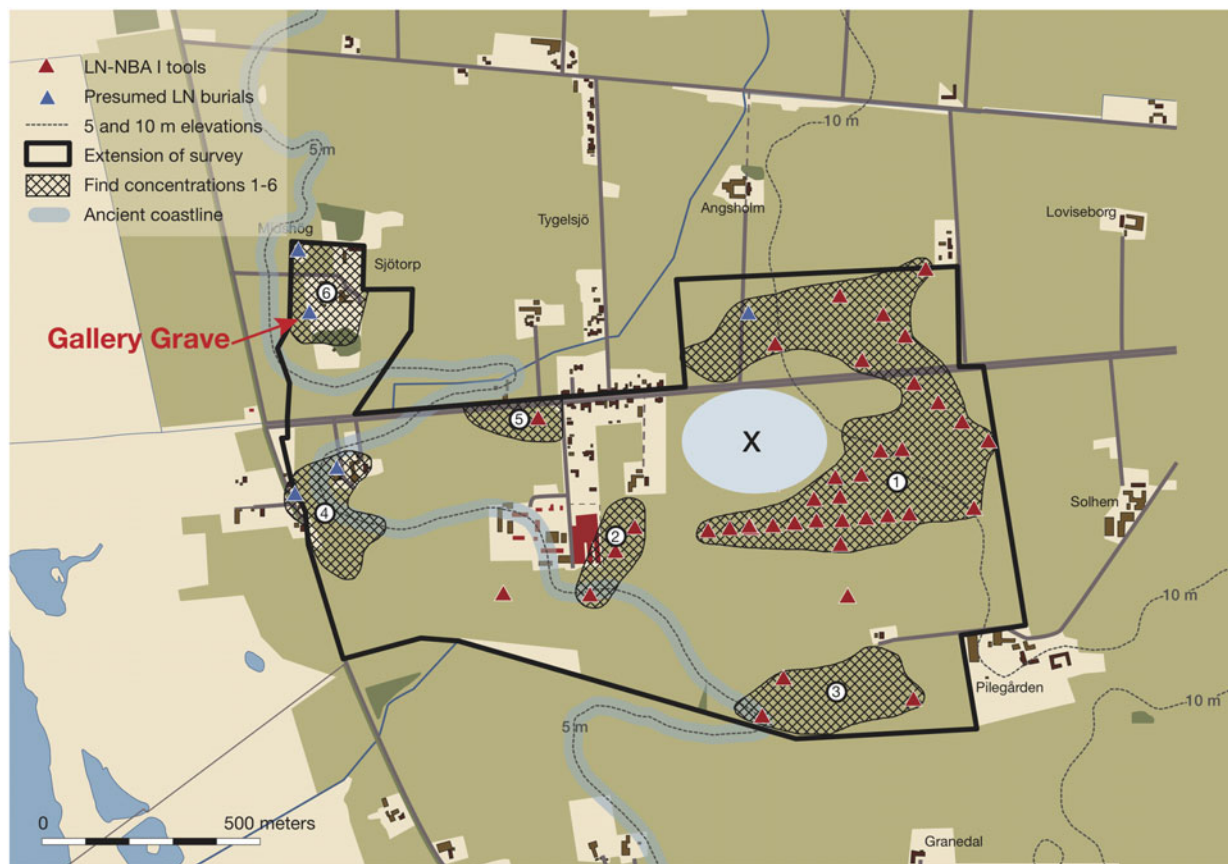 LN-NBA I tools
Presumed LN burials
5 and 10 m elevations
Extension of survey
Find concentrations 1-6
Ancient coastline
5 m
10 m
Midshög
Sjötorp
Tygelsjö
Angsholm
Loviseborg
6
Gallery Grave
5
X
1
4
2
Solhem
10 m
3
Pilegården
10 m
5 m
0 500 meters
Granedal